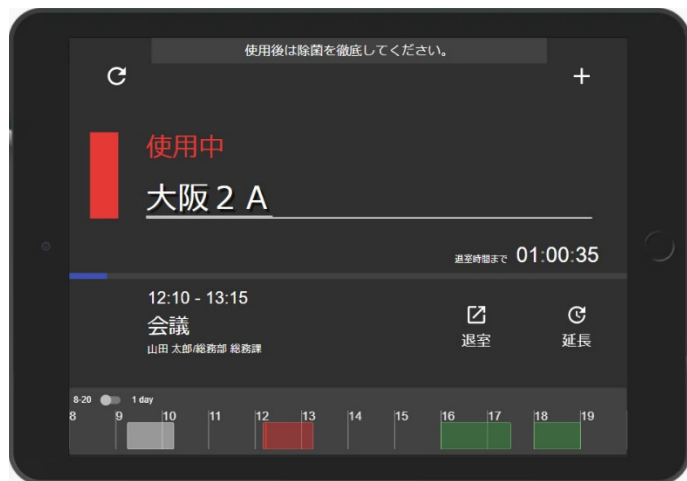 使用後は除菌を徹底してください。
使用中
大阪２Ａ
退室時間まで 01:00:35
12:10 - 13:15
会議
山田 太郎/総務部 総務課
退室
延長
8-20 1 day
8 9 10 11 12 13 14 15 16 17 18 19